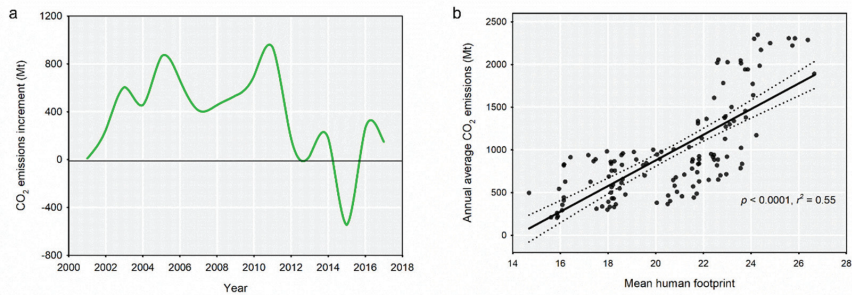 a
CO2 emissions increment (Mt)
1200
800
400
0
-400
-800
2000 2002 2004 2006 2008 2010 2012 2014 2016 2018
Year
b
Annual average CO2 emissions (Mt)
2500
2000
1500
1000
500
0
p < 0.0001, r2 = 0.55
14 16 18 20 22 24 26 28
Mean human footprint